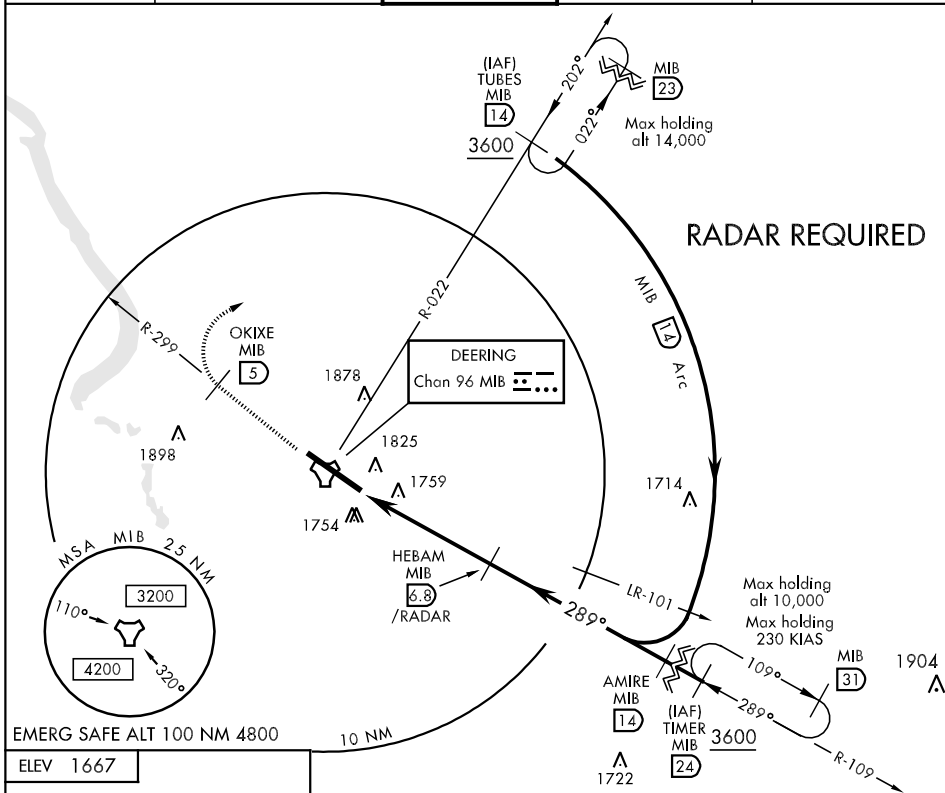 (IAF)
TUBES
MIB
14
3600
202°
022°
MIB
23
Max holding
alt 14,000
RADAR REQUIRED
MIB 14 Arc
R-022
R-299
OKIXE
MIB
5
DEERING
Chan 96 MIB
1878
1898
1825
1759
1754
1714
HEBAM
MIB
6.8
/RADAR
LR-101
289°
Max holding
alt 10,000
Max holding
230 KIAS
109°
289°
MIB
31
1904
AMIRE
MIB
14
(IAF)
TIMER
MIB
24
3600
1722
R-109
10 NM
MSA MIB 25 NM
3200
110°
4200
320°
EMERG SAFE ALT 100 NM 4800
ELEV 1667